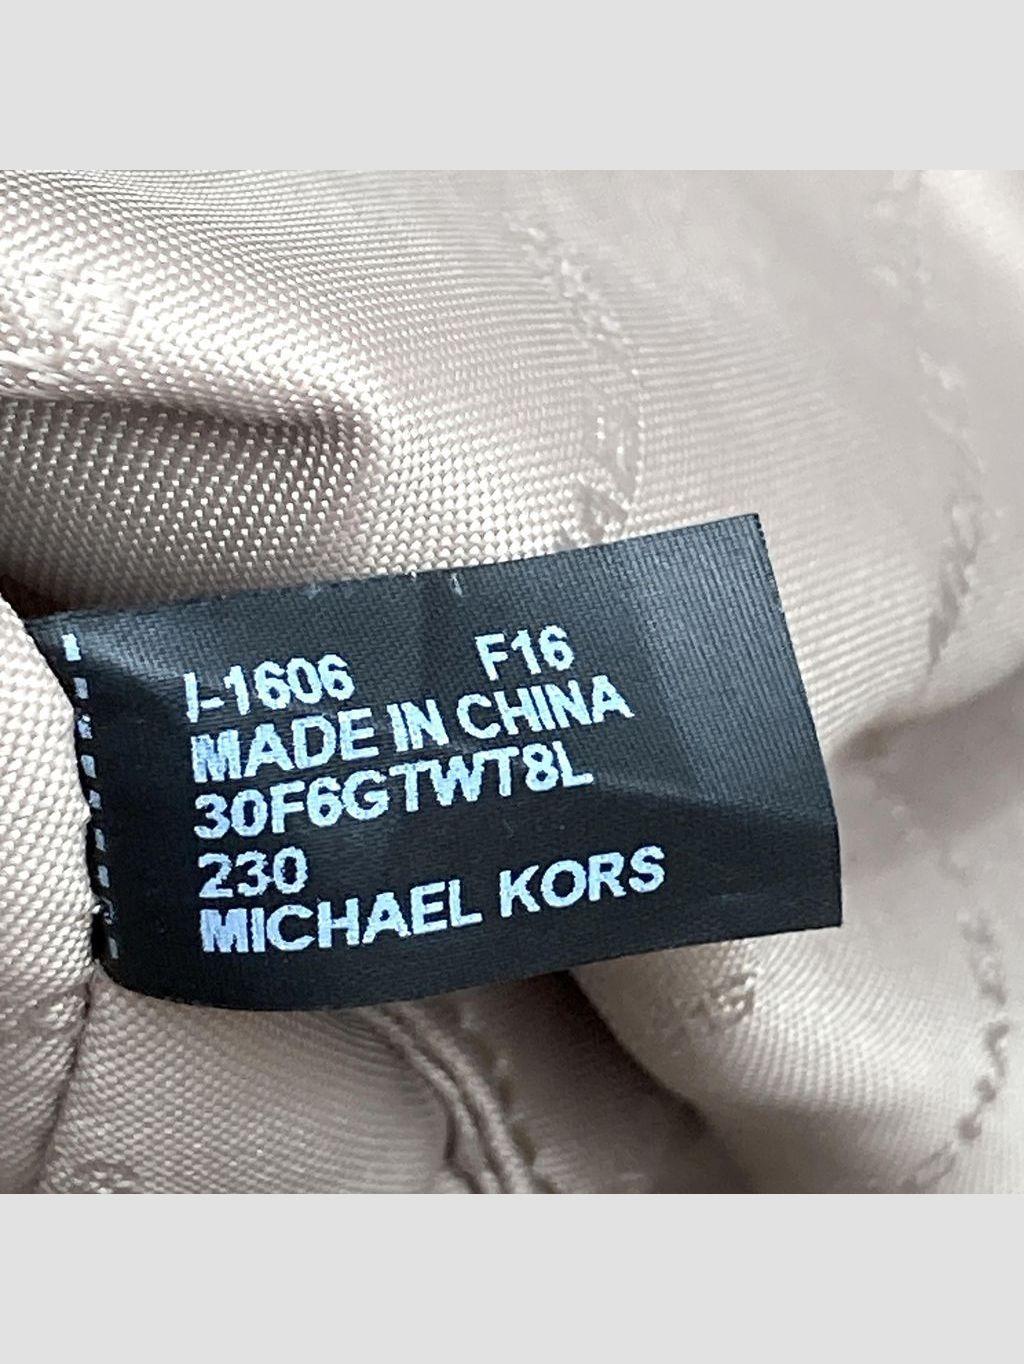 I-1606 F16
MADE IN CHINA
30F6GTWT8L
230
MICHAEL KORS